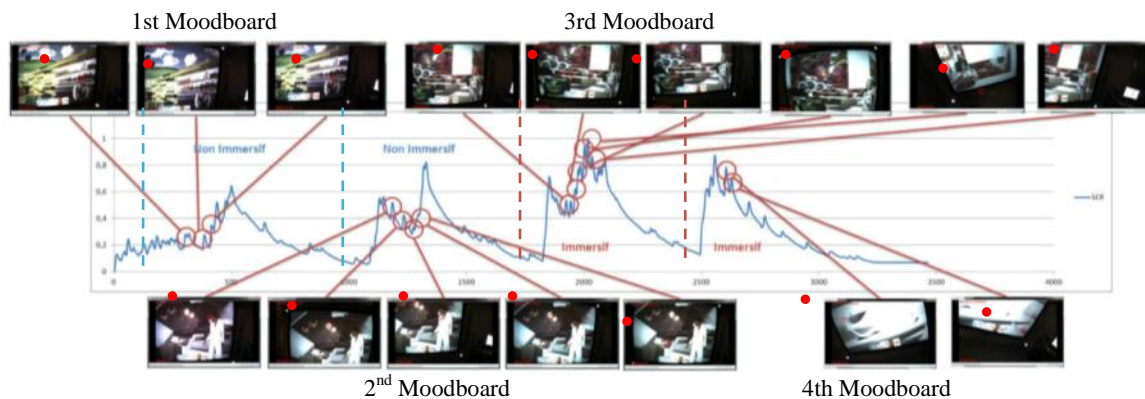 1st Moodboard
3rd Moodboard
1
0,8
0,6
0,4
0,2
0
Non Immersif
Non Immersif
Immersif
Immersif
SCR
500
1000
1500
2000
2500
3000
3500
4000
2nd Moodboard
4th Moodboard